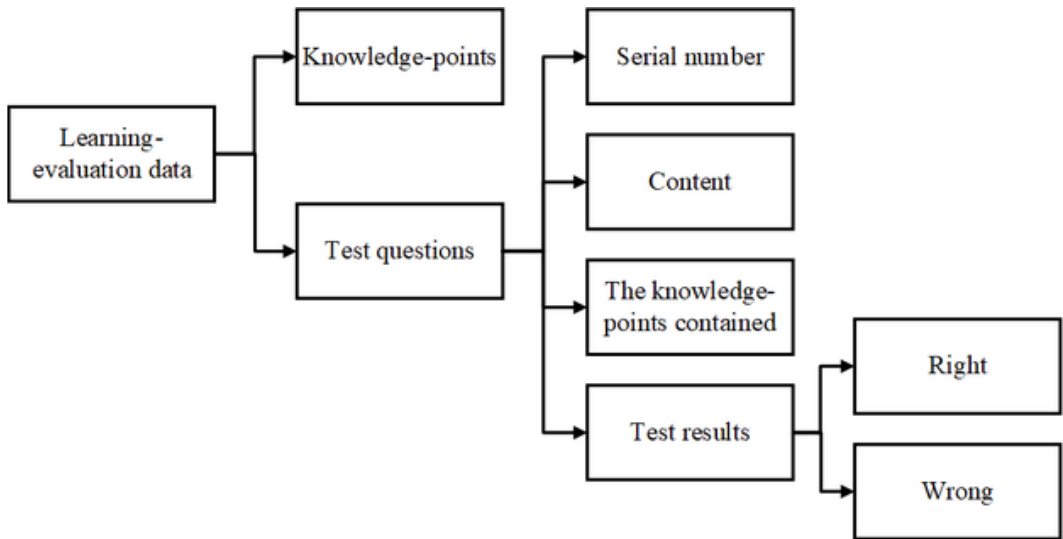 Knowledge-points
Serial number
Learning-
evaluation data
Content
Test questions
The knowledge-
points contained
Right
Test results
Wrong